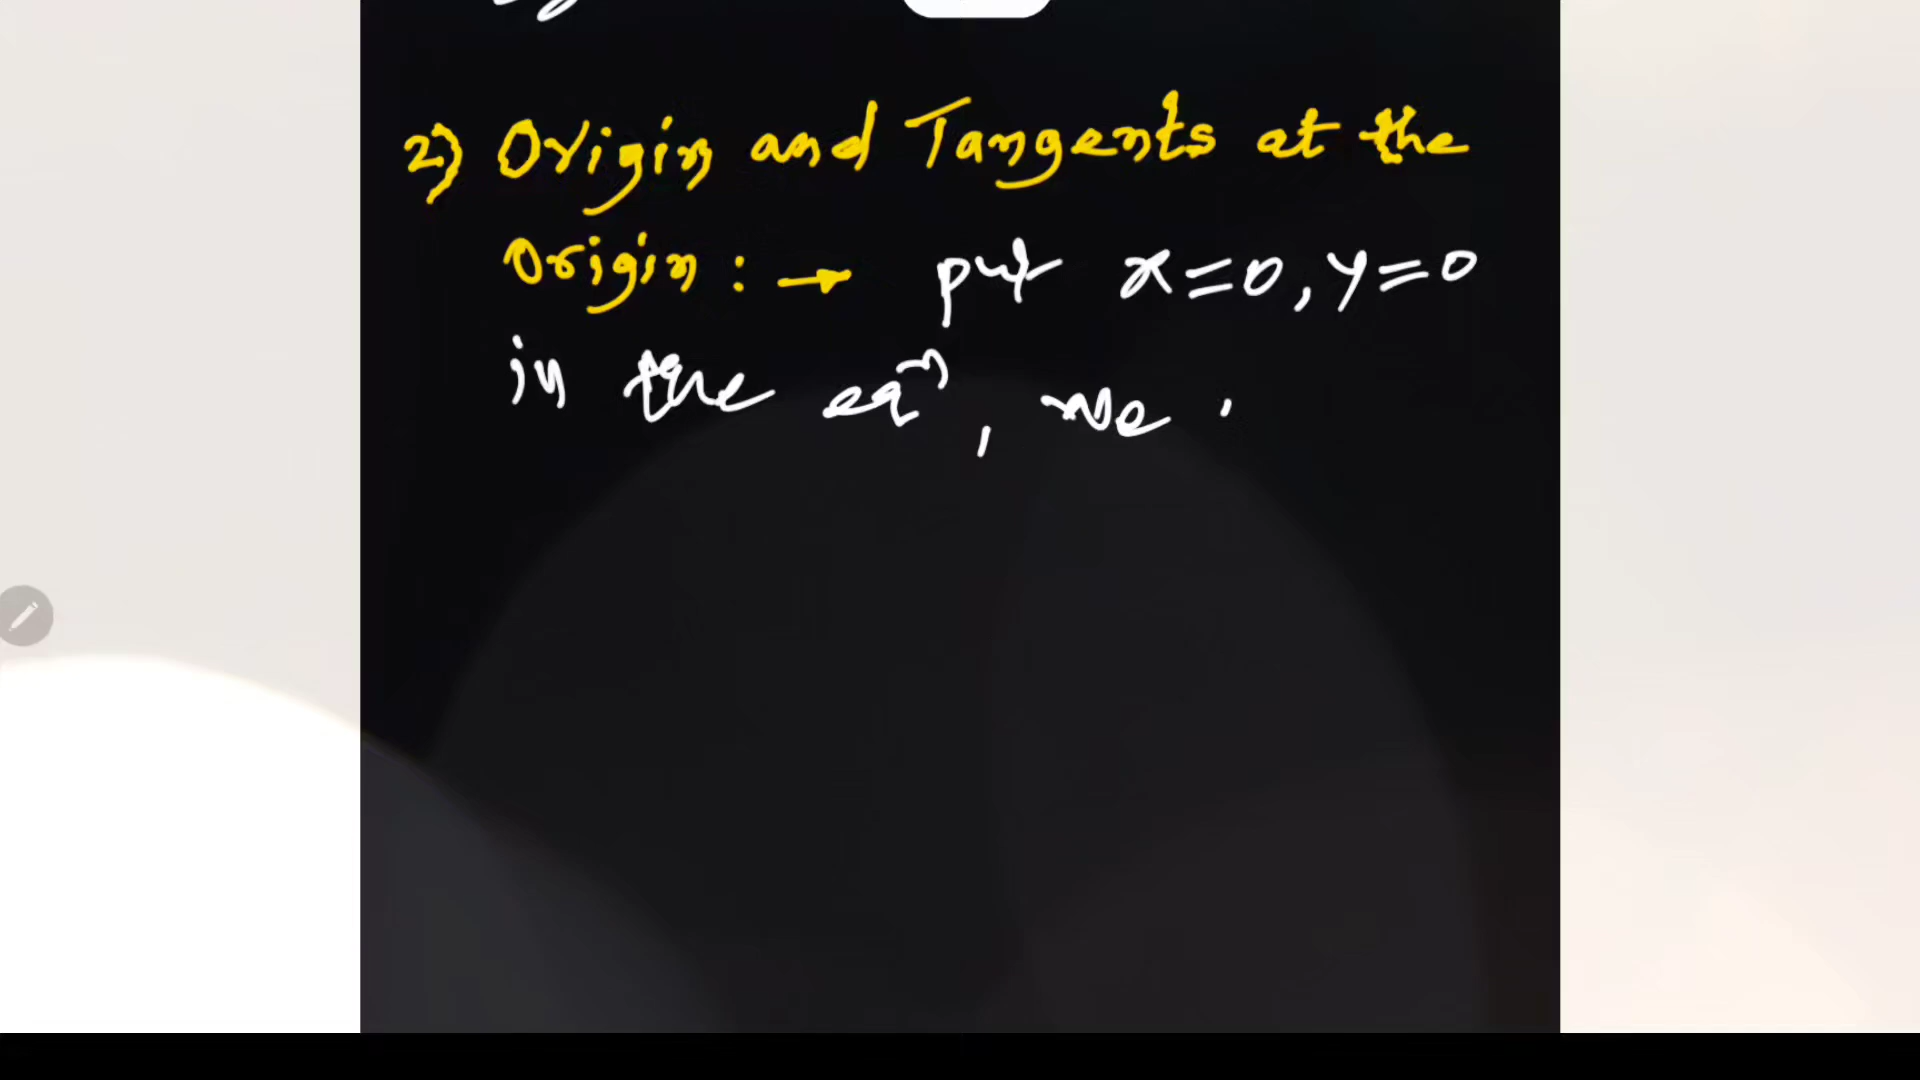 2) Origin and Tangents at the
Origin : → put x=0, y=0
in the eqn, we